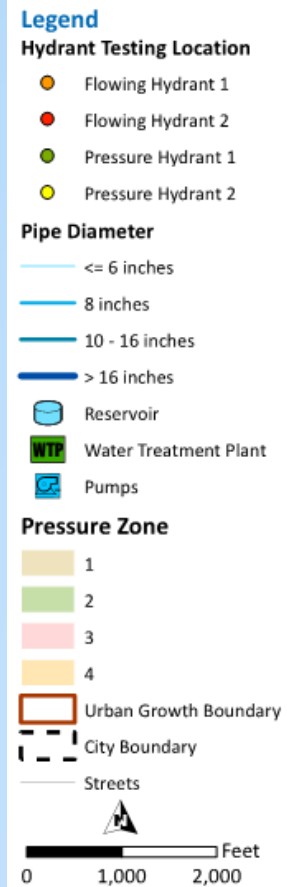 Legend
Hydrant Testing Location
Flowing Hydrant 1
Flowing Hydrant 2
Pressure Hydrant 1
Pressure Hydrant 2
Pipe Diameter
<= 6 inches
8 inches
10 - 16 inches
> 16 inches
Reservoir
WTP Water Treatment Plant
Pumps
Pressure Zone
1
2
3
4
Urban Growth Boundary
City Boundary
Streets
N
Feet
0 1,000 2,000